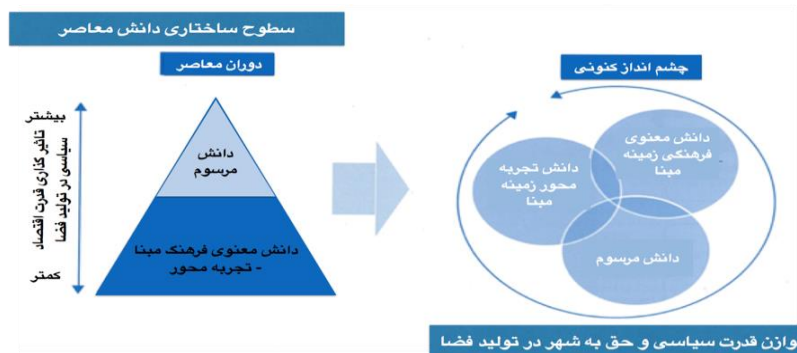 سطوح ساختاری دانش معاصر
دوران معاصر
بیشتر
تاثیر گذاری قدرت اقتصاد
سیاسی در تولید فضا
کمتر
دانش
مرسوم
دانش معنوی فرهنگ مبنا
- تجربه محور
چشم انداز کنونی
دانش معنوی
فرهنگی زمینه
مبنا
دانش تجربه
محور زمینه
مبنا
دانش مرسوم
وازن قدرت سیاسی و حق به شهر در تولید فضا